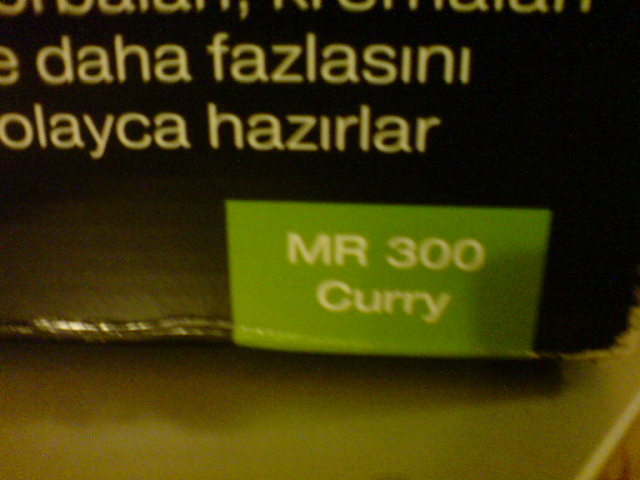 e daha fazlasını
olayca hazırlar
MR 300
Curry